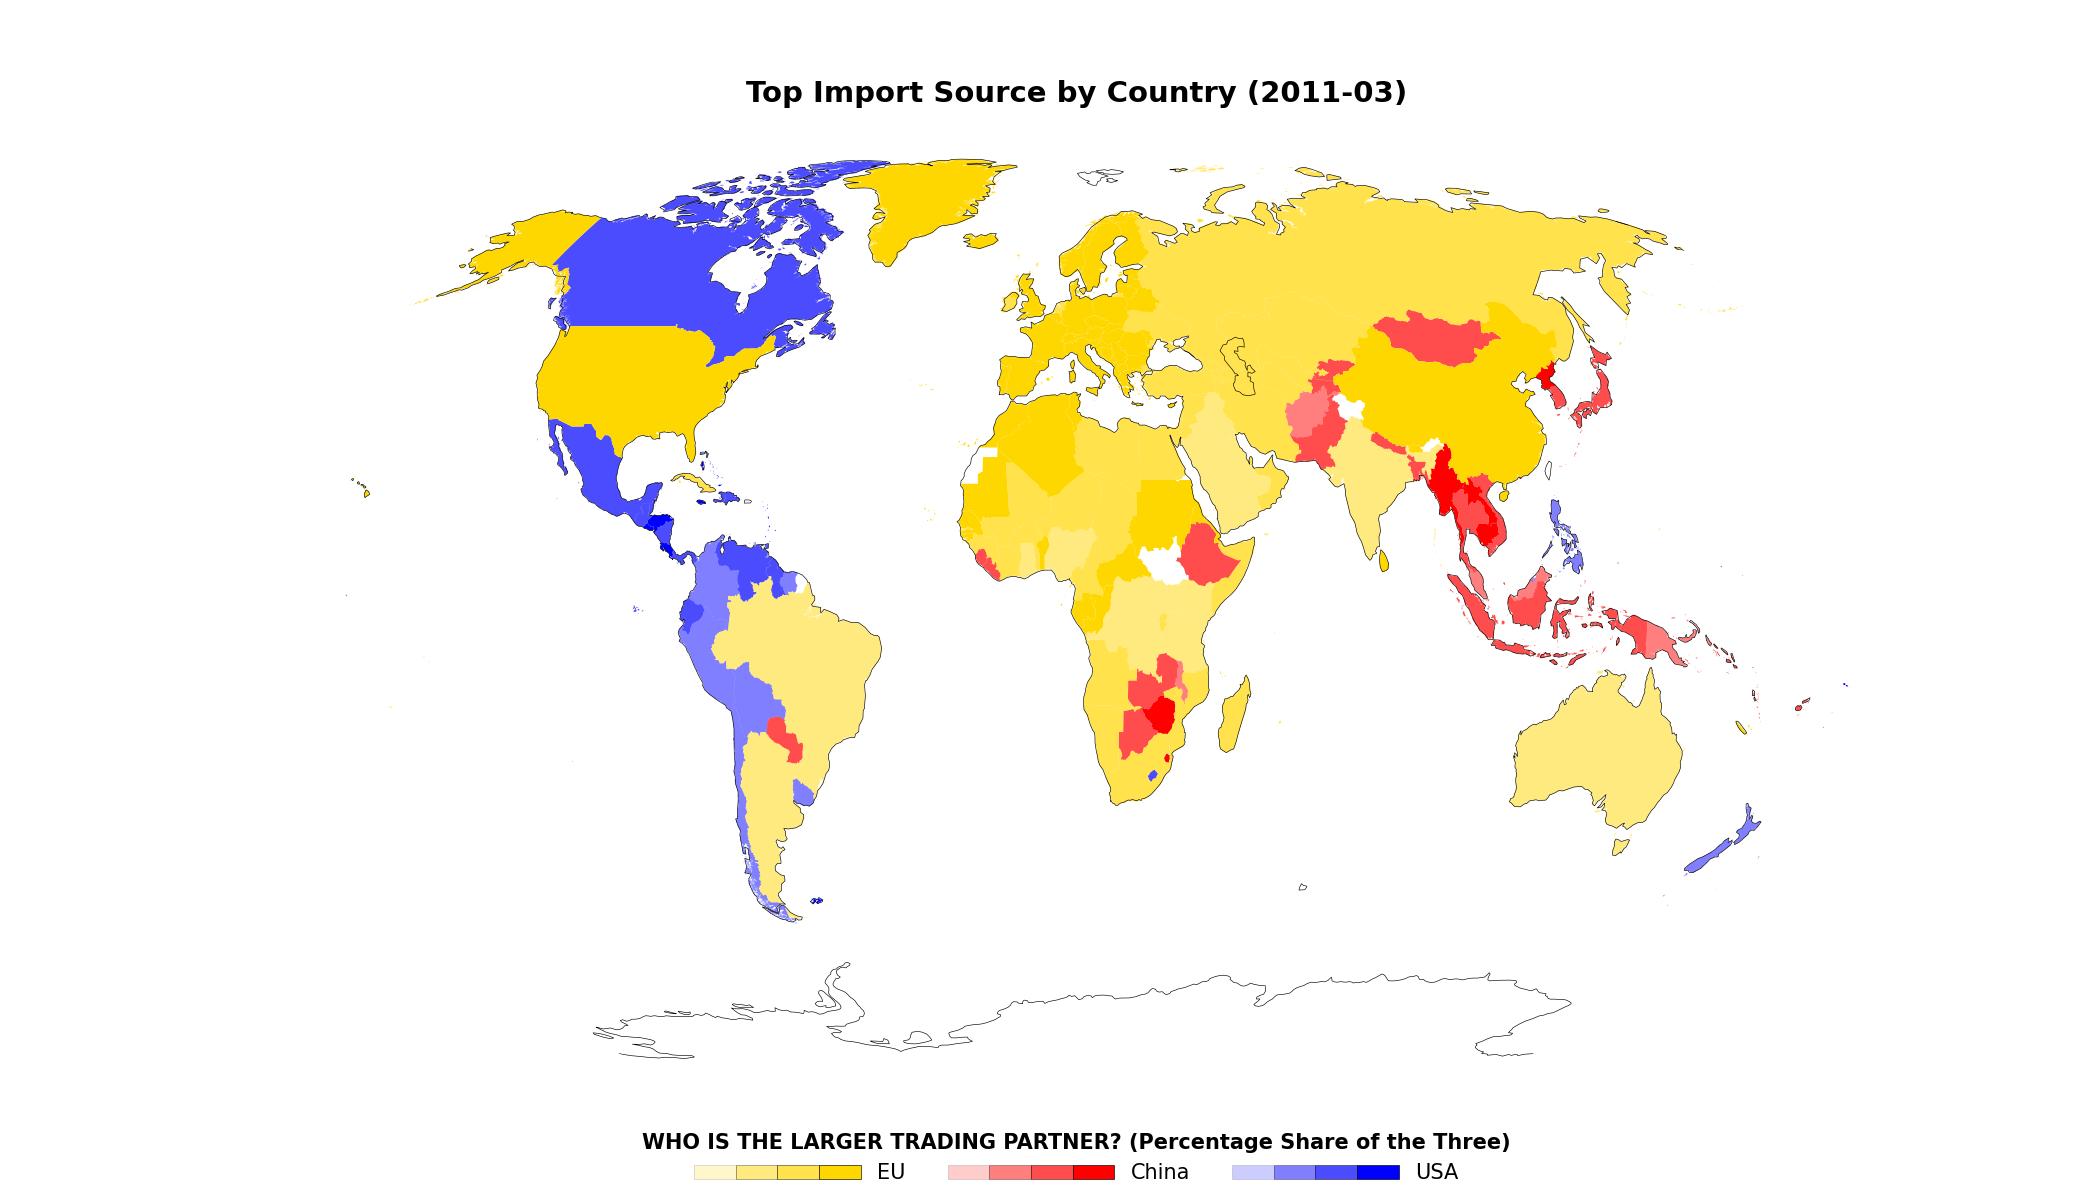 Top Import Source by Country (2011-03)
WHO IS THE LARGER TRADING PARTNER? (Percentage Share of the Three)
EU China USA